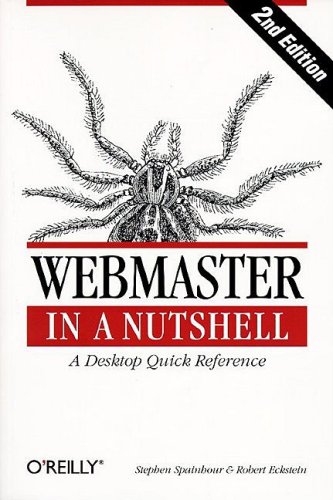 2nd Edition
WEBMASTER
IN A NUTSHELL
A Desktop Quick Reference
O'REILLY
Stephen Spainhour & Robert Eckstein